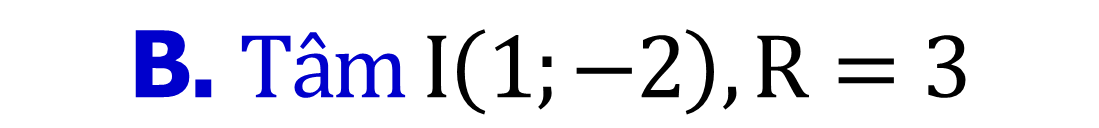 B. Tâm I(1; −2), R = 3